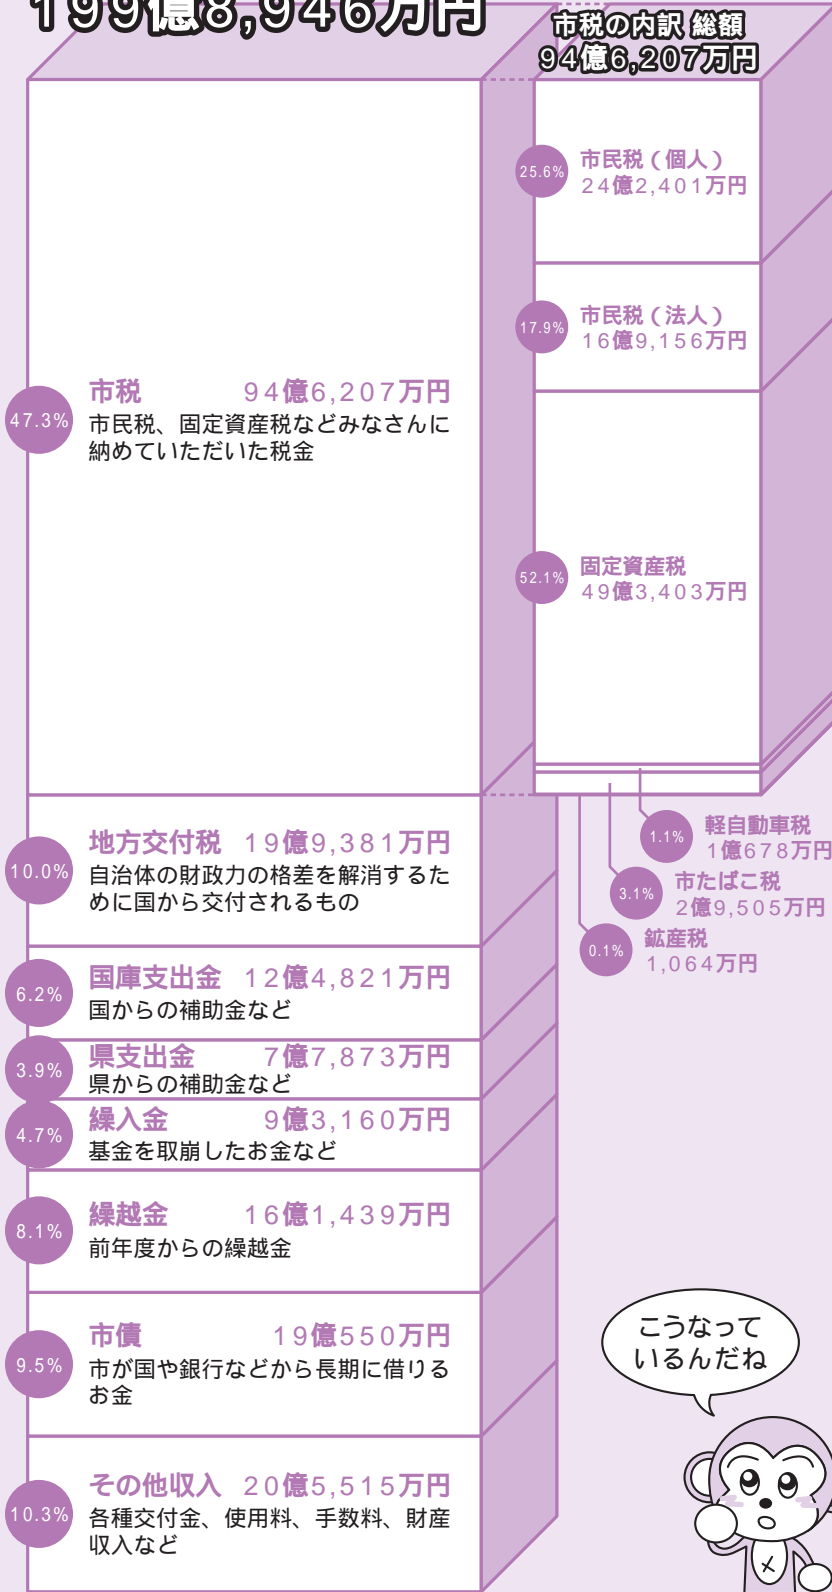 199億8,946万円
市税の内訳 総額
94億6,207万円
25.6%
市民税（個人）
24億2,401万円
17.9%
市民税（法人）
16億9,156万円
52.1%
固定資産税
49億3,403万円
1.1%
軽自動車税
1億678万円
3.1%
市たばこ税
2億9,505万円
0.1%
鉱産税
1,064万円
47.3%
市税 94億6,207万円
市民税、固定資産税などみなさんに
納めていただいた税金
10.0%
地方交付税 19億9,381万円
自治体の財政力の格差を解消するた
めに国から交付されるもの
6.2%
国庫支出金 12億4,821万円
国からの補助金など
3.9%
県支出金 7億7,873万円
県からの補助金など
4.7%
繰入金 9億3,160万円
基金を取崩したお金など
8.1%
繰越金 16億1,439万円
前年度からの繰越金
9.5%
市債 19億550万円
市が国や銀行などから長期に借りる
お金
10.3%
その他収入 20億5,515万円
各種交付金、使用料、手数料、財産
収入など
こうなって
いるんだね